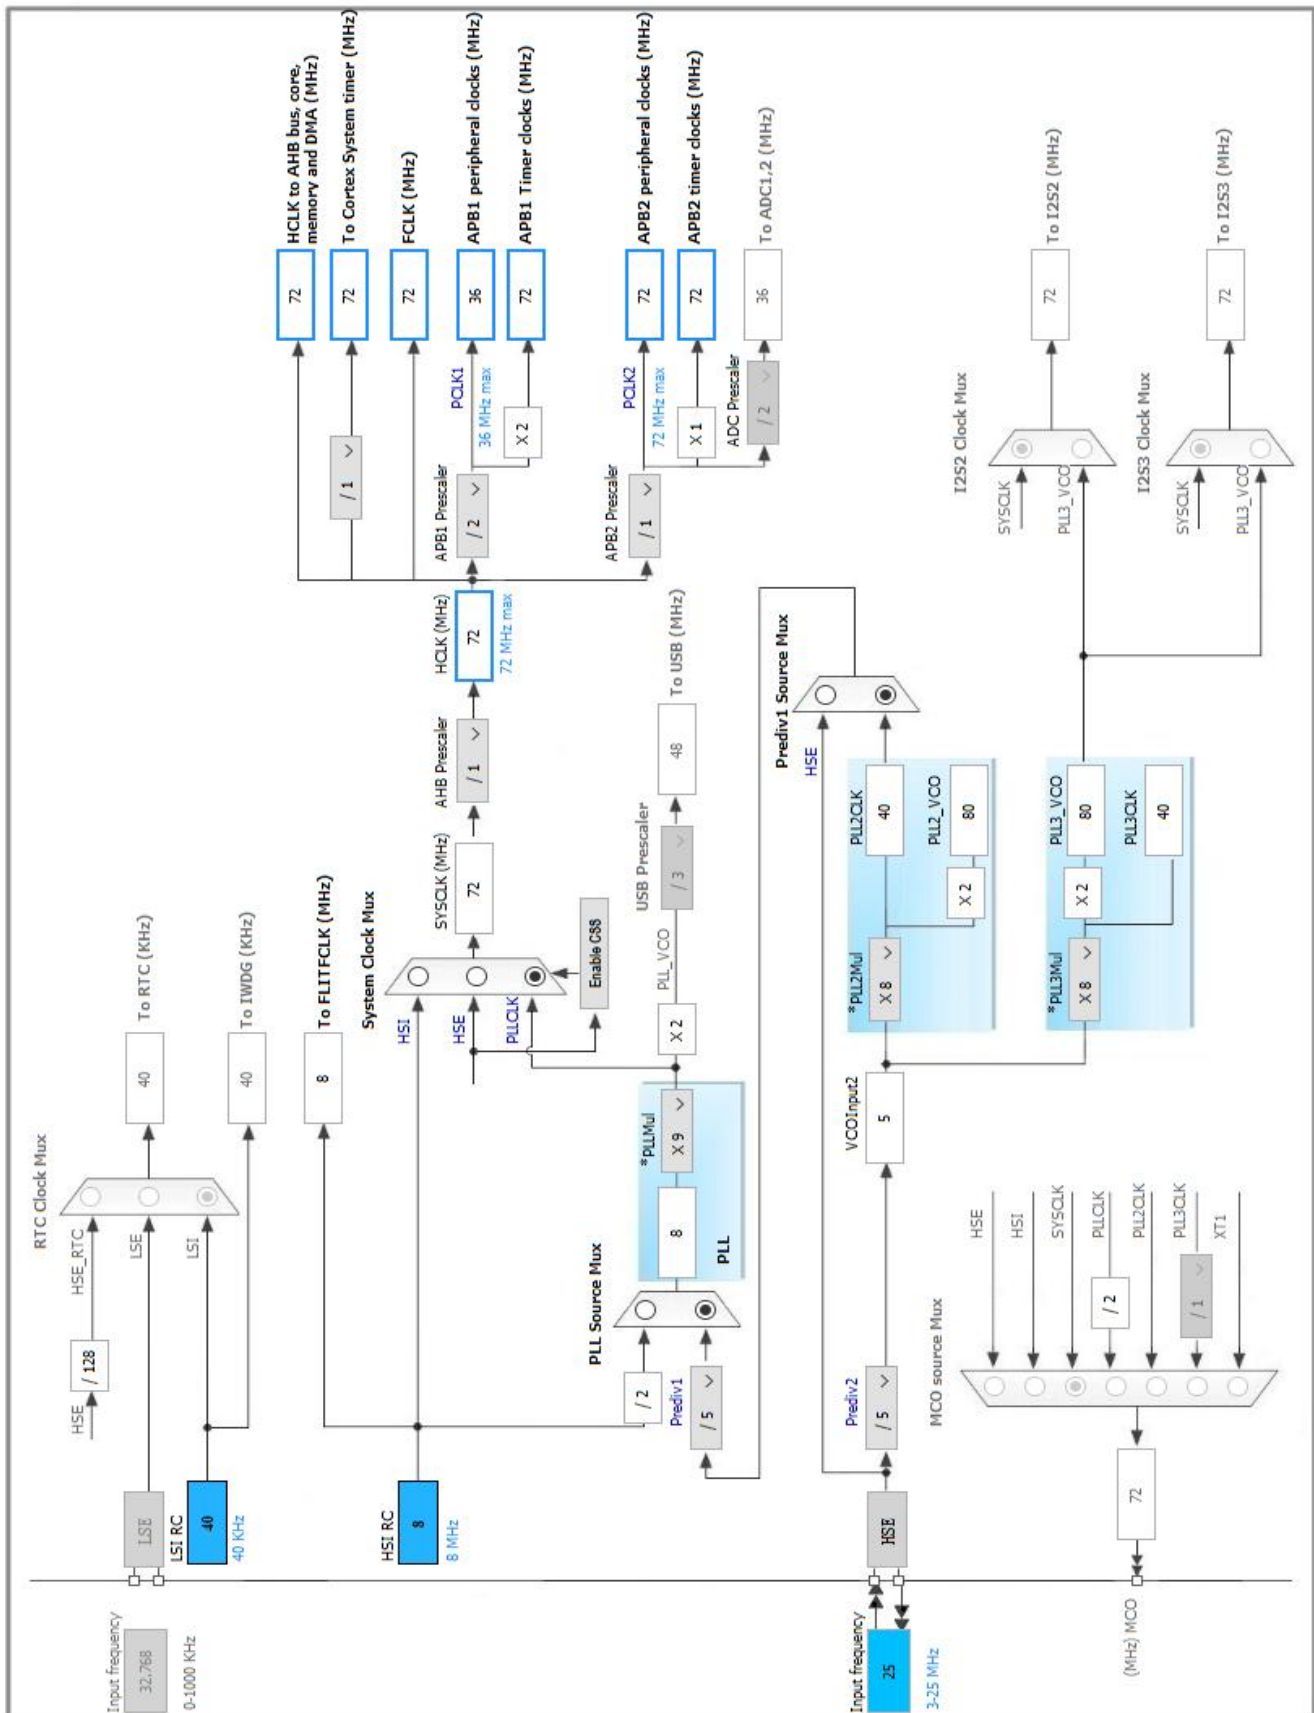 Input frequency
32.768
0-1000 KHz
LSE
LSI RC
40
40 KHz
HSE
/ 128
HSE_RTC
LSE
LSI
RTC Clock Mux
40
To RTC (KHz)
40
To IWDG (KHz)
HSI RC
8
8 MHz
8
To FLITFCLK (MHz)
System Clock Mux
HSI
HSE
PLLCLK
Enable CSS
SYSCLK (MHz)
72
AHB Prescaler
/ 1
HCLK (MHz)
72
72 MHz max
/ 1
72
HCLK to AHB bus, core,
memory and DMA (MHz)
72
To Cortex System timer (MHz)
72
FCLK (MHz)
APB1 Prescaler
/ 2
PCLK1
36 MHz max
36
APB1 peripheral clocks (MHz)
X 2
72
APB1 Timer clocks (MHz)
APB2 Prescaler
/ 1
PCLK2
72 MHz max
72
APB2 peripheral clocks (MHz)
X 1
72
APB2 timer clocks (MHz)
ADC Prescaler
/ 2
36
To ADC1,2 (MHz)
PLL Source Mux
/ 2
Prediv1
/ 5
8
*PLLMul
X 9
PLL
X 2
PLL_VCO
USB Prescaler
/ 3
48
To USB (MHz)
Prediv1 Source Mux
HSE
Input frequency
25
3-25 MHz
HSE
Prediv2
/ 5
VCOInput2
5
*PLL2Mul
X 8
PLL2CLK
40
X 2
PLL2_VCO
80
*PLL3Mul
X 8
X 2
PLL3_VCO
80
PLL3CLK
40
I2S2 Clock Mux
SYSCLK
PLL3_VCO
72
To I2S2 (MHz)
I2S3 Clock Mux
SYSCLK
PLL3_VCO
72
To I2S3 (MHz)
MCO source Mux
HSE
HSI
SYSCLK
PLLCLK
/ 2
PLL2CLK
PLL3CLK
/ 1
XT1
72
(MHz) MCO